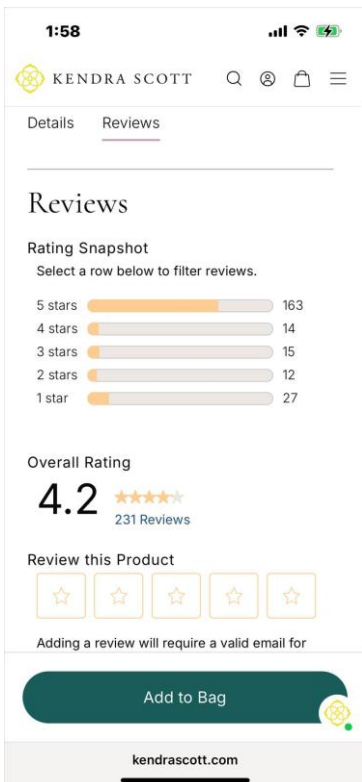 1:58
KENDRA SCOTT
Details Reviews
Reviews
Rating Snapshot
Select a row below to filter reviews.
5 stars 163
4 stars 14
3 stars 15
2 stars 12
1 star 27
Overall Rating
4.2
231 Reviews
Review this Product
Adding a review will require a valid email for
Add to Bag
kendrascott.com